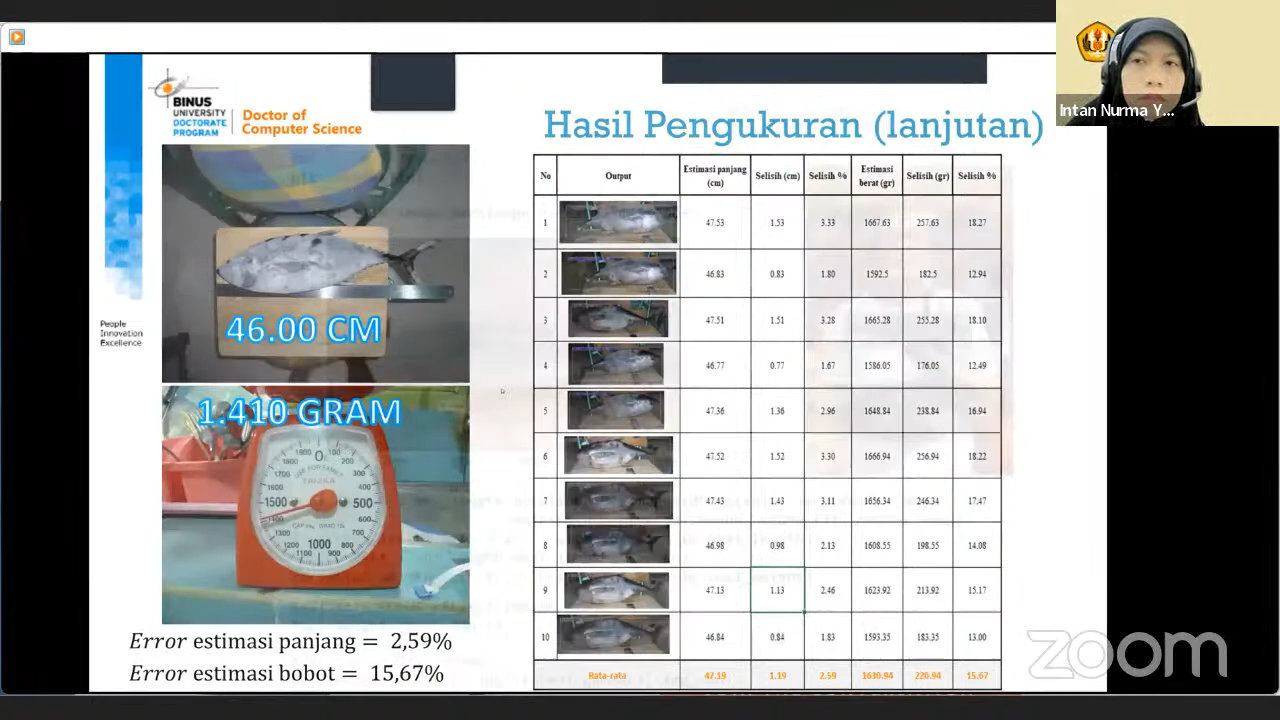 Intan Nurma Y...
BINUS
UNIVERSITY
DOCTORATE
PROGRAM
Doctor of
Computer Science
People
Innovation
Excellence
Hasil Pengukuran (lanjutan)
46.00 CM
1.410 GRAM
Error estimasi panjang = 2,59%
Error estimasi bobot = 15,67%
No Output Estimasi panjang (cm) Selisih (cm) Selisih % Estimasi berat (gr) Selisih (gr) Selisih %
1 47.53 1.53 3.33 1667.63 257.63 18.27
2 46.83 0.83 1.80 1592.5 182.5 12.94
3 47.51 1.51 3.28 1665.28 255.28 18.10
4 46.77 0.77 1.67 1586.05 176.05 12.49
5 47.36 1.36 2.96 1648.84 238.84 16.94
6 47.52 1.52 3.30 1666.94 256.94 18.22
7 47.43 1.43 3.11 1656.34 246.34 17.47
8 46.98 0.98 2.13 1608.55 198.55 14.08
9 47.13 1.13 2.46 1623.92 213.92 15.17
10 46.84 0.84 1.83 1593.35 183.35 13.00
Rata-rata 47.19 1.19 2.59 1630.94 220.94 15.67
zoom